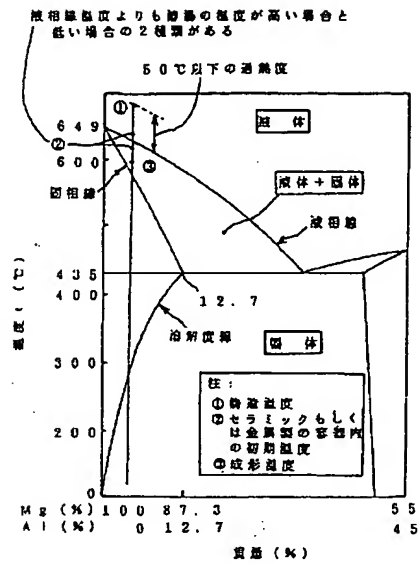 液相線温度よりも溶湯の温度が高い場合と
低い場合の2種類がある
50℃以下の過熱度
①
液体
649
②
③
600
固相線
液体+固体
液相線
435
温度t(℃)
12.7
400
溶解度線
固体
300
注:
①鋳造温度
②セラミックもしく
は金属製の容器内
の初期温度
③成形温度
200
0
Mg(%) 100 87.3 55
Al(%) 0 12.7 45
質量(%)